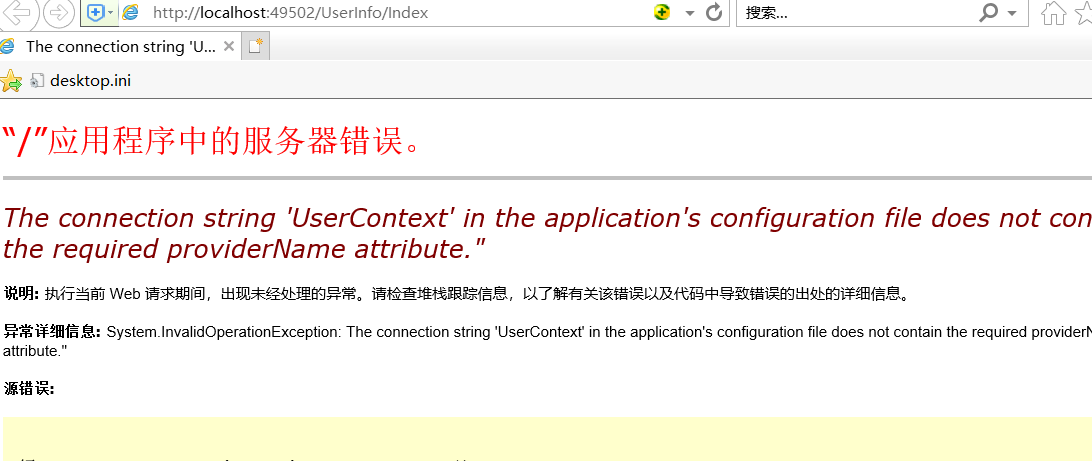 http://localhost:49502/UserInfo/Index
搜索...
The connection string 'U...
desktop.ini
“/”应用程序中的服务器错误。
The connection string 'UserContext' in the application's configuration file does not con
the required providerName attribute."
说明: 执行当前 Web 请求期间，出现未经处理的异常。请检查堆栈跟踪信息，以了解有关该错误以及代码中导致错误的出处的详细信息。
异常详细信息: System.InvalidOperationException: The connection string 'UserContext' in the application's configuration file does not contain the required provider
attribute."
源错误: